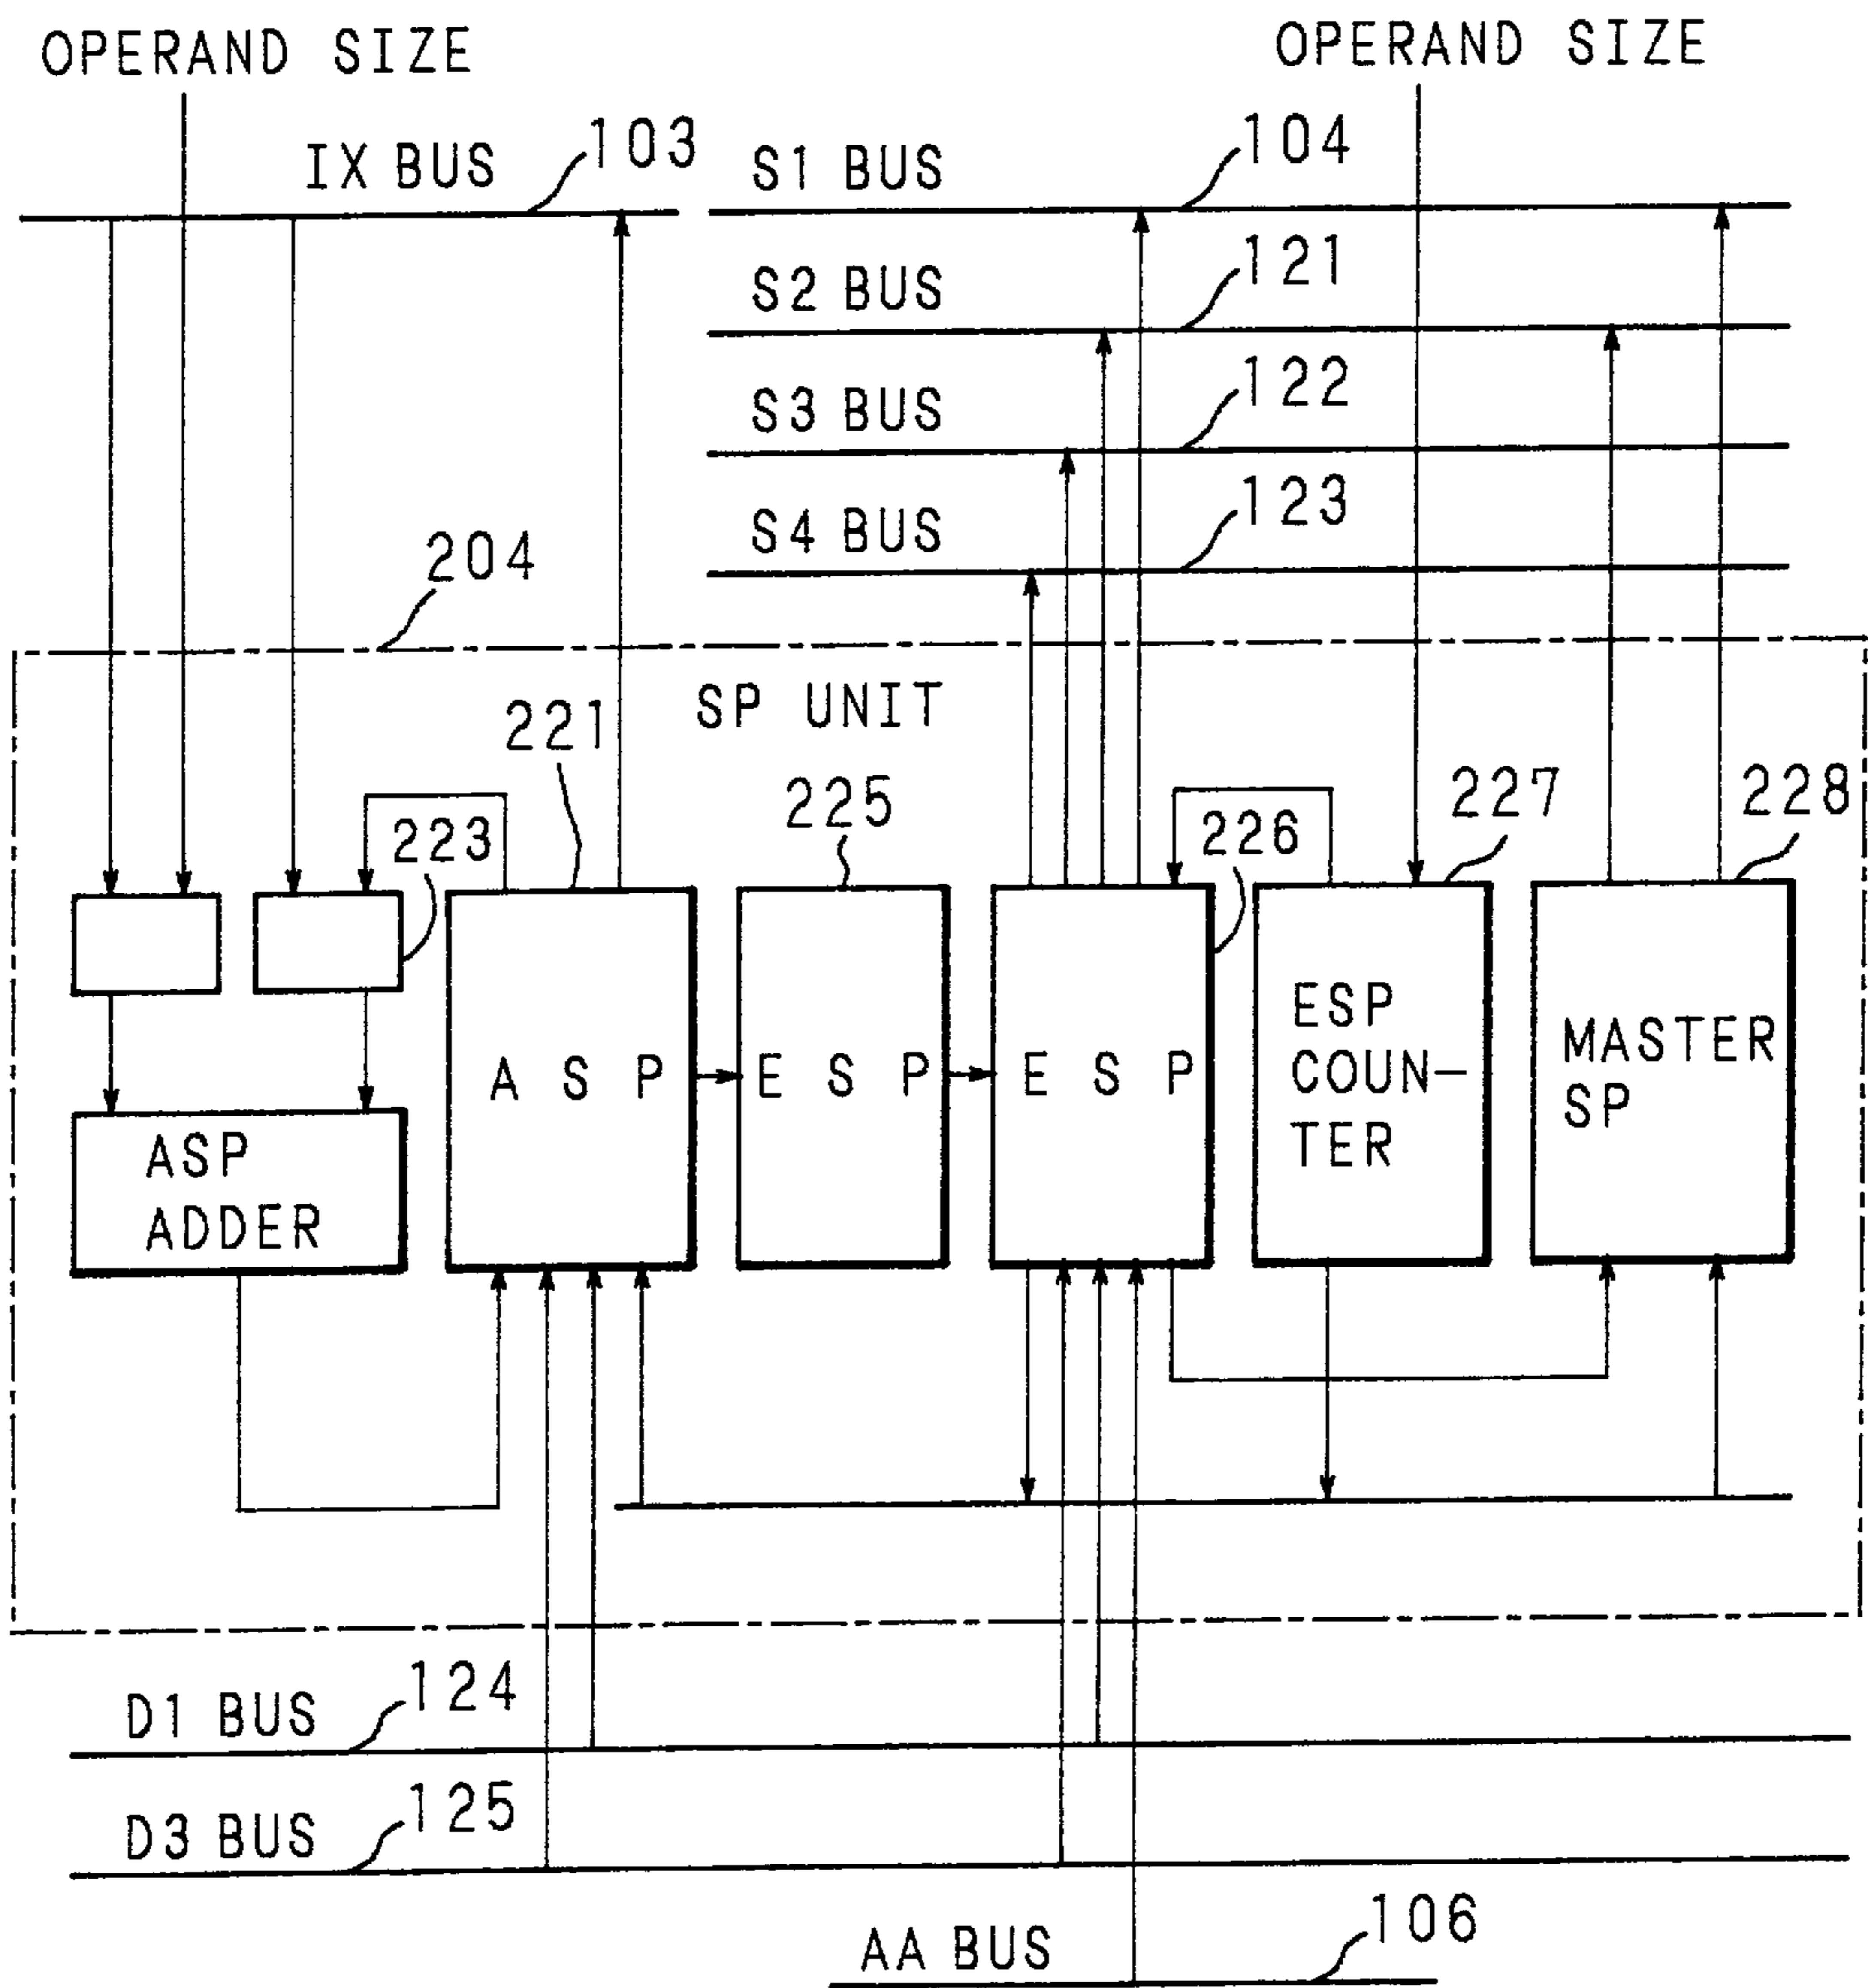 OPERAND SIZE
OPERAND SIZE
IX BUS
103
S1 BUS
104
S2 BUS
121
S3 BUS
122
S4 BUS
123
204
SP UNIT
221
225
223
226
227
228
A S P
E S P
E S P
ESP
COUN-
TER
MASTER
SP
ASP
ADDER
D1 BUS
124
D3 BUS
125
AA BUS
106